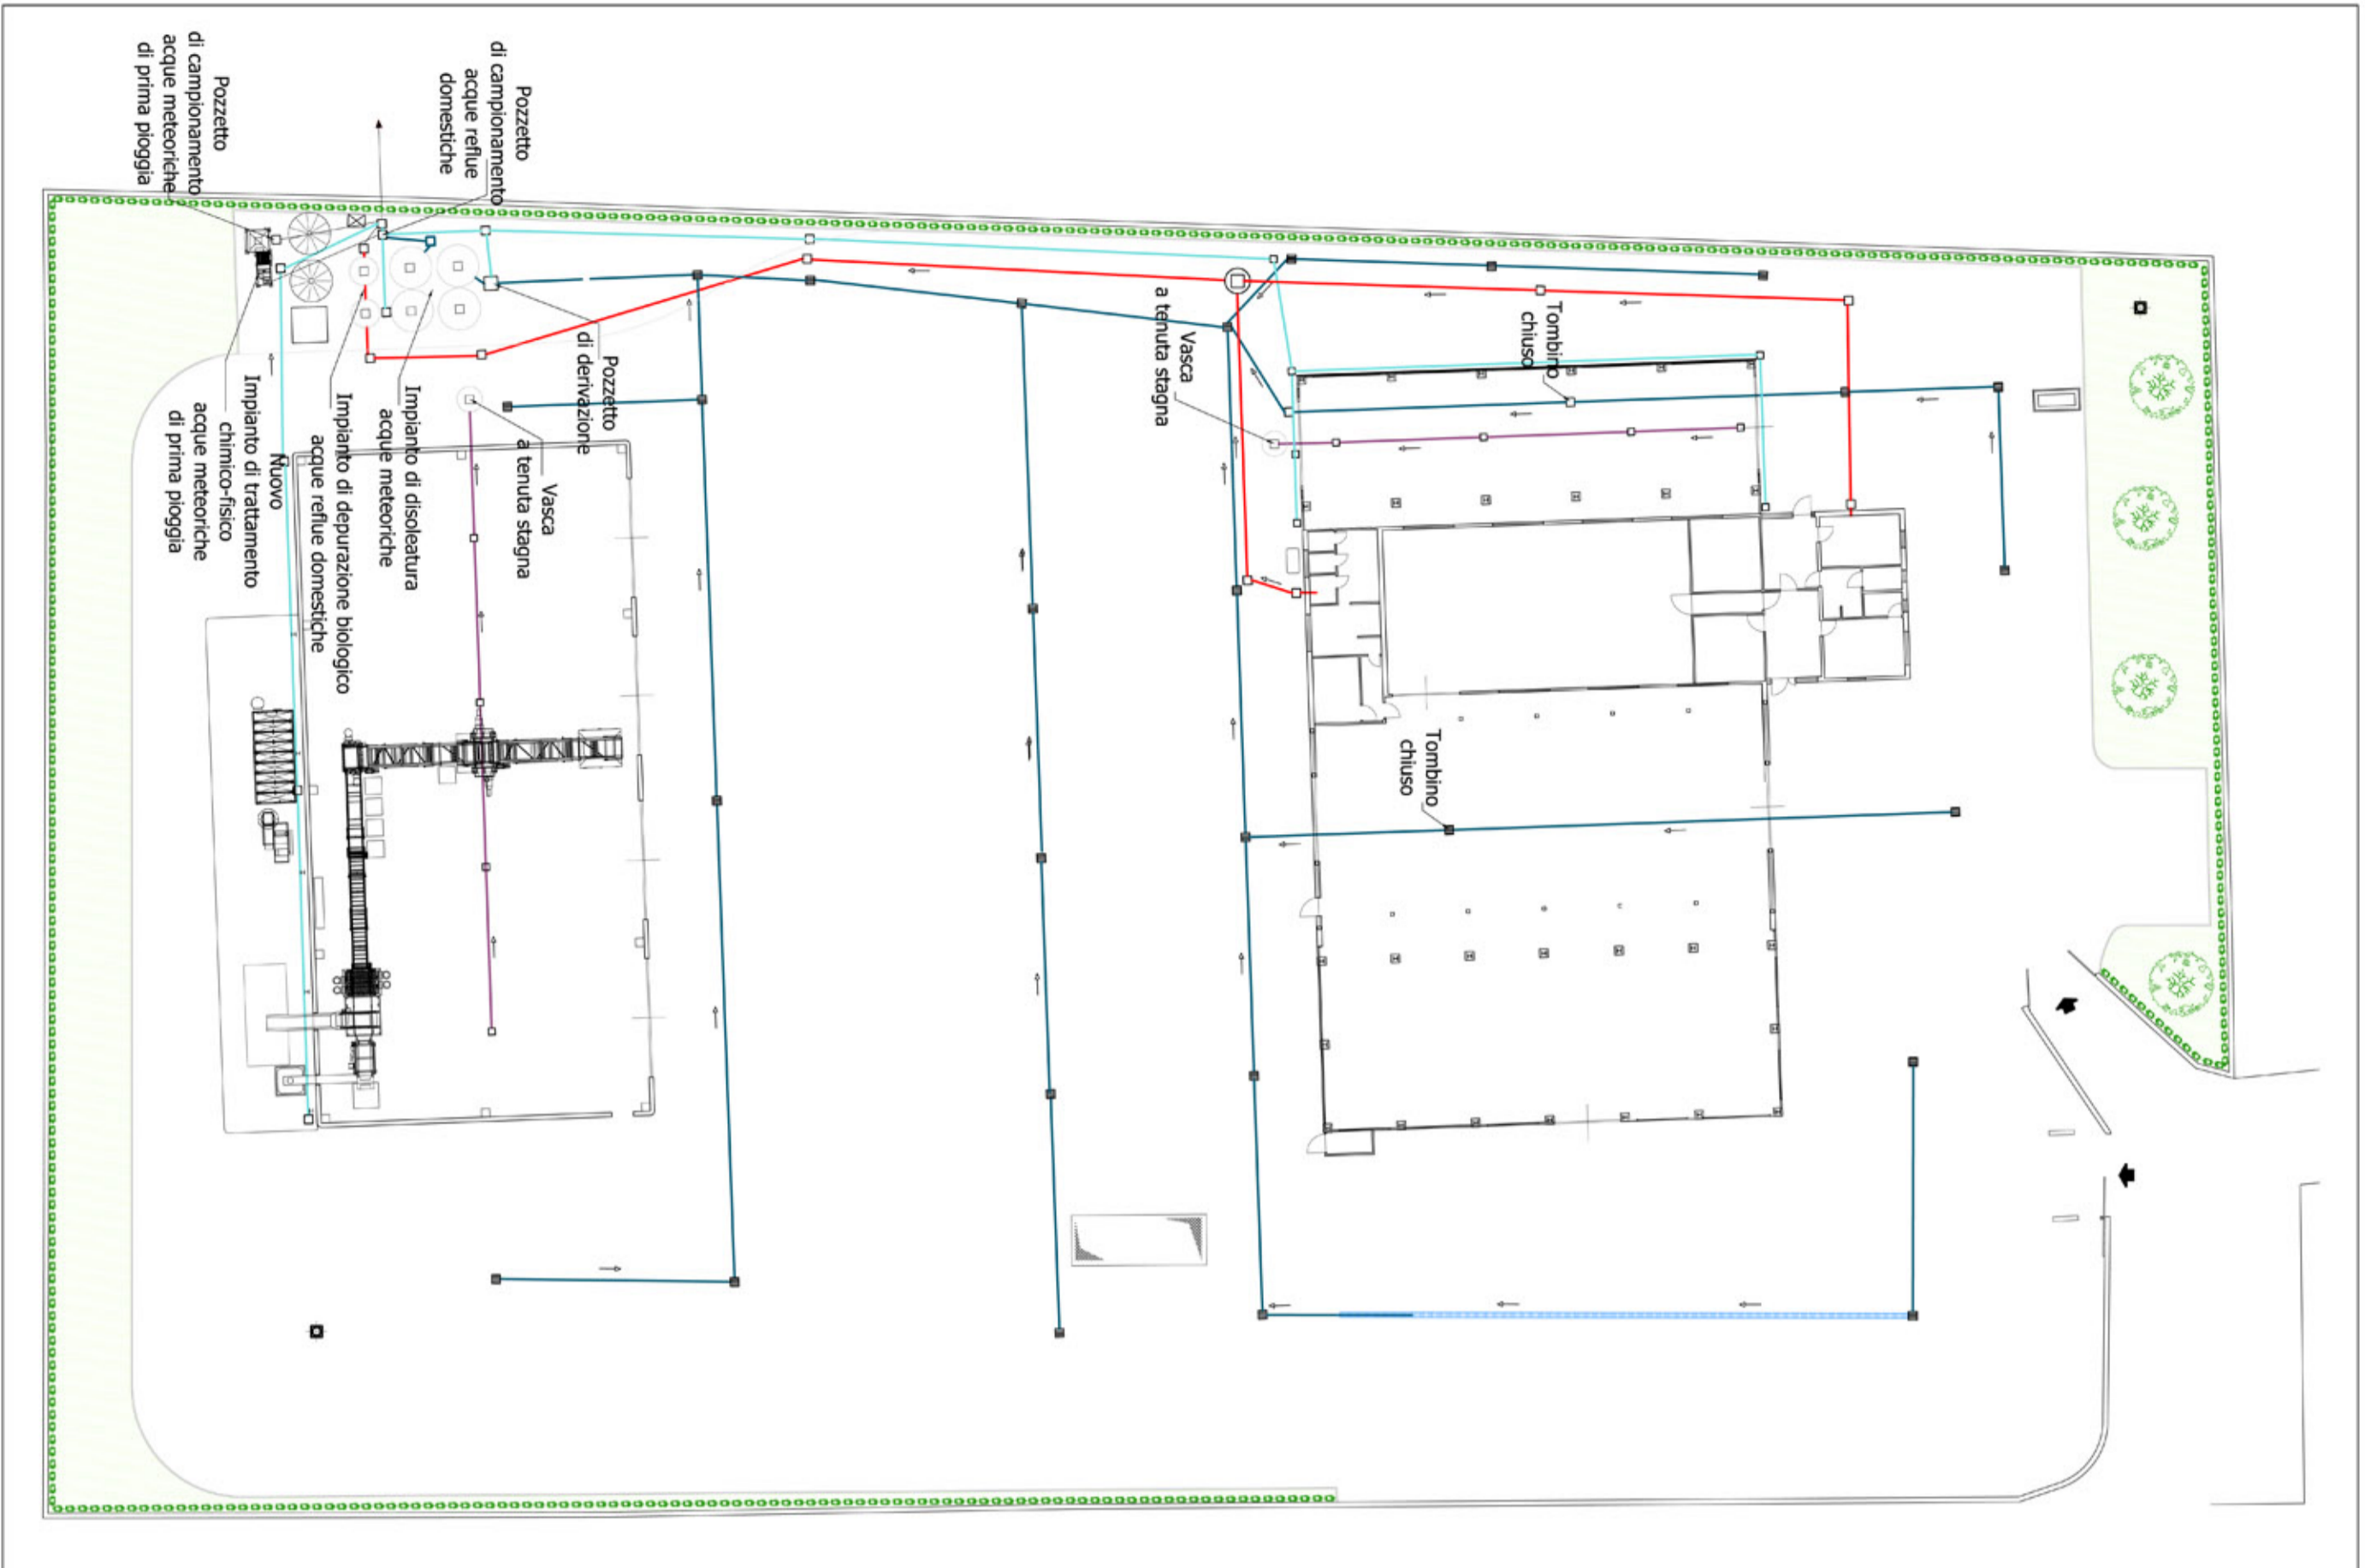 Pozzetto
di campionamento
acque meteoriche
di prima pioggia
Pozzetto
di campionamento
acque reflue
domestiche
Pozzetto
di derivazione
Vasca
a tenuta stagna
Impianto di disoleatura
acque meteoriche
Impianto di depurazione biologico
acque reflue domestiche
Nuovo
Impianto di trattamento
chimico-fisico
acque meteoriche
di prima pioggia
Vasca
a tenuta stagna
Tombino
chiuso
Tombino
chiuso